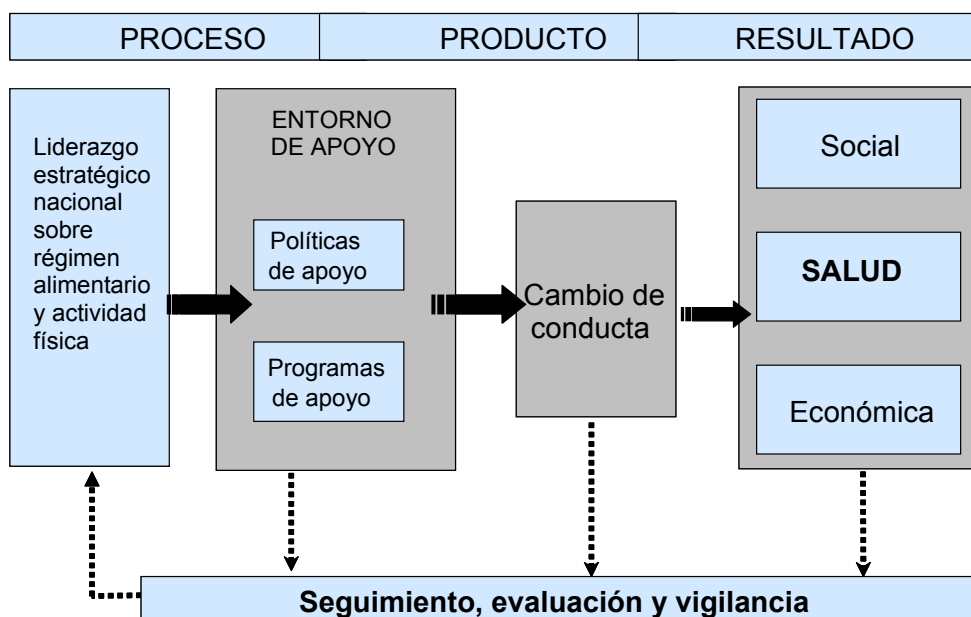 PROCESO
PRODUCTO
RESULTADO
Liderazgo
estratégico
nacional
sobre
régimen
alimentario
y actividad
física
ENTORNO
DE APOYO
Políticas
de apoyo
Programas
de apoyo
Cambio de
conducta
Social
SALUD
Económica
Seguimiento, evaluación y vigilancia